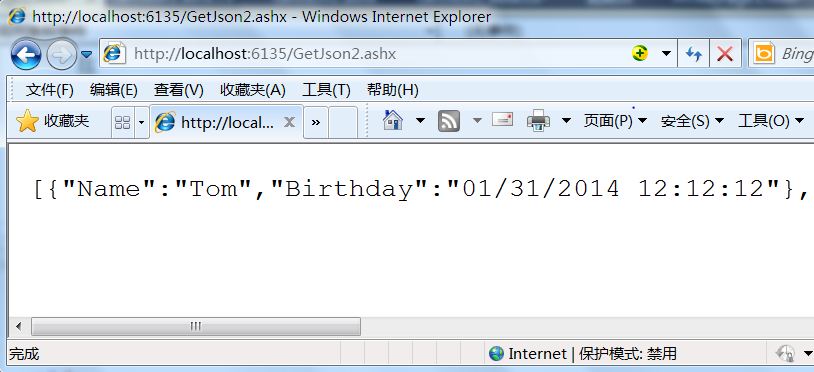 http://localhost:6135/GetJson2.ashx - Windows Internet Explorer
http://localhost:6135/GetJson2.ashx Bing
文件(F) 编辑(E) 查看(V) 收藏夹(A) 工具(T) 帮助(H)
收藏夹 http://local... » 页面(P) 安全(S) 工具(O)
[{"Name":"Tom","Birthday":"01/31/2014 12:12:12"},
完成 Internet | 保护模式: 禁用